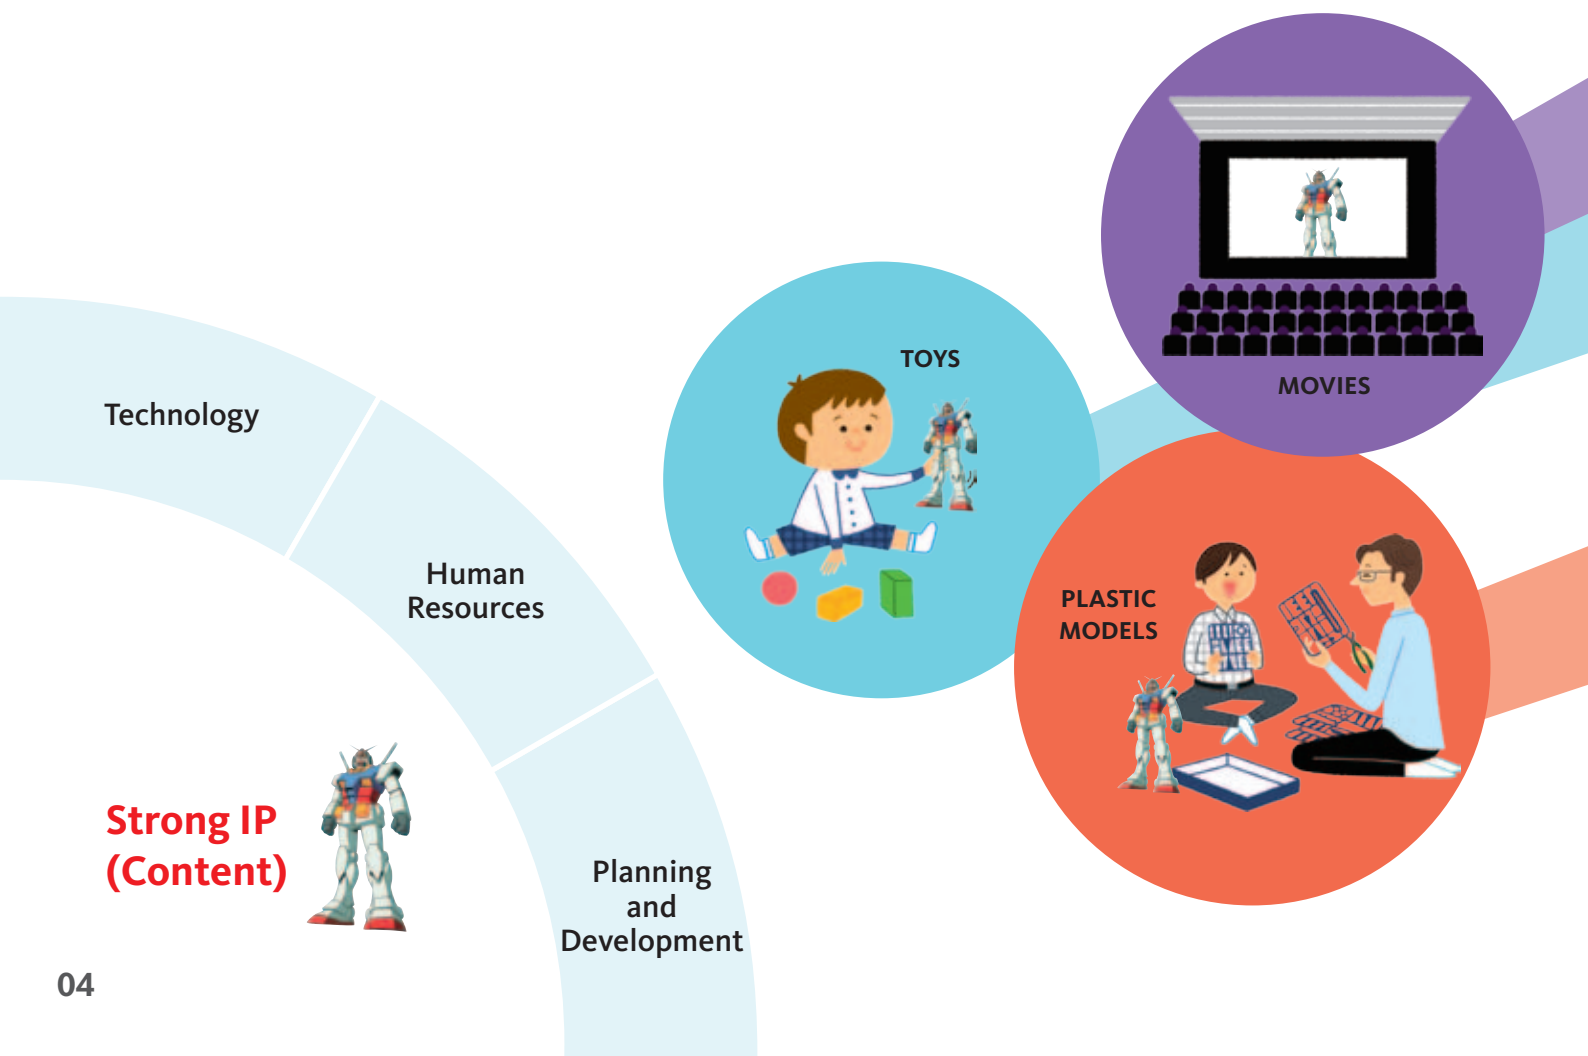 Technology
Human
Resources
Planning
and
Development
Strong IP
(Content)
TOYS
MOVIES
PLASTIC
MODELS
04